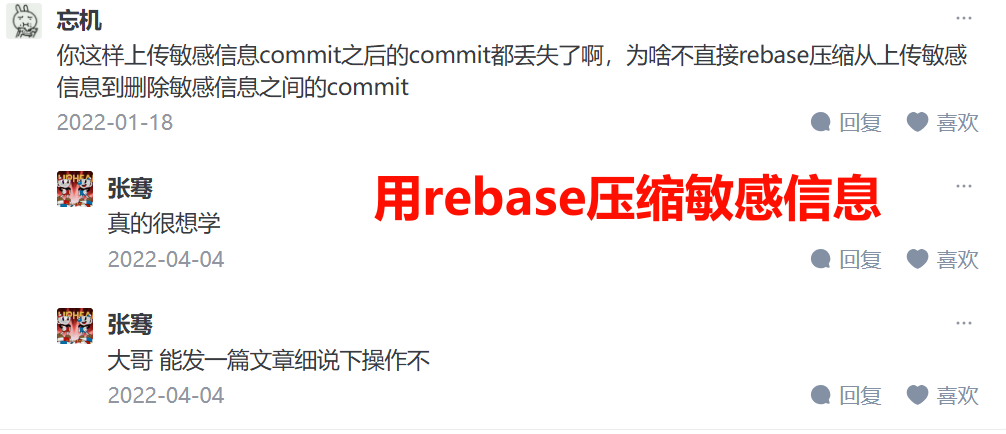 忘机
你这样上传敏感信息commit之后的commit都丢失了啊，为啥不直接rebase压缩从上传敏感
信息到删除敏感信息之间的commit
2022-01-18 回复 喜欢
张骞
用rebase压缩敏感信息
真的很想学
2022-04-04 回复 喜欢
张骞
大哥 能发一篇文章细说下操作不
2022-04-04 回复 喜欢